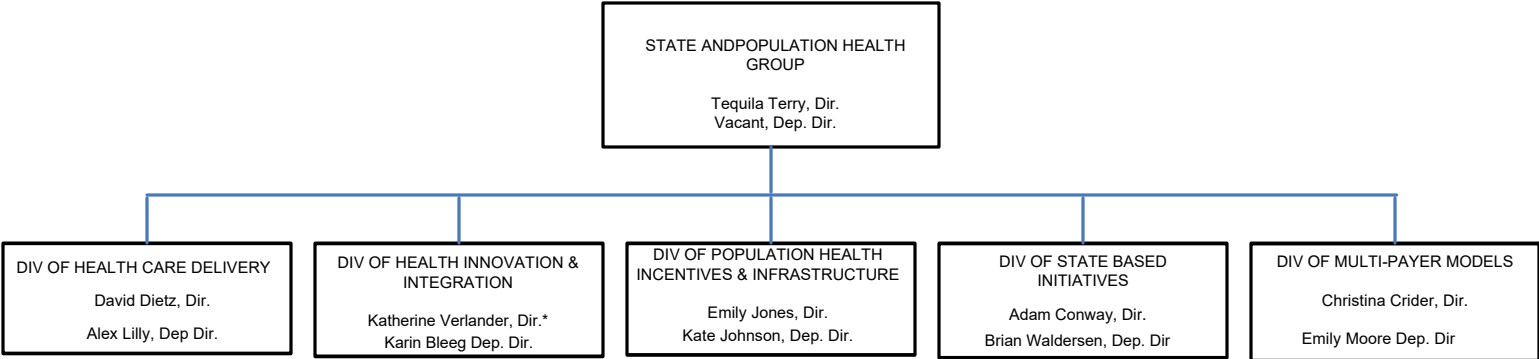 STATE ANDPOPULATION HEALTH
GROUP
Tequila Terry, Dir.
Vacant, Dep. Dir.
DIV OF HEALTH CARE DELIVERY
David Dietz, Dir.
Alex Lilly, Dep Dir.
DIV OF HEALTH INNOVATION &
INTEGRATION
Katherine Verlander, Dir.*
Karin Bleeg Dep. Dir.
DIV OF POPULATION HEALTH
INCENTIVES & INFRASTRUCTURE
Emily Jones, Dir.
Kate Johnson, Dep. Dir.
DIV OF STATE BASED
INITIATIVES
Adam Conway, Dir.
Brian Waldersen, Dep. Dir
DIV OF MULTI-PAYER MODELS
Christina Crider, Dir.
Emily Moore Dep. Dir